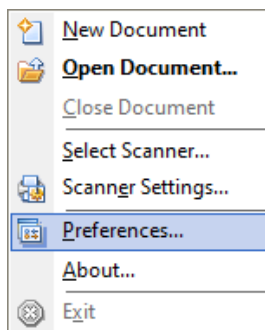 New Document
Open Document...
Close Document
Select Scanner...
Scanner Settings...
Preferences...
About...
Exit